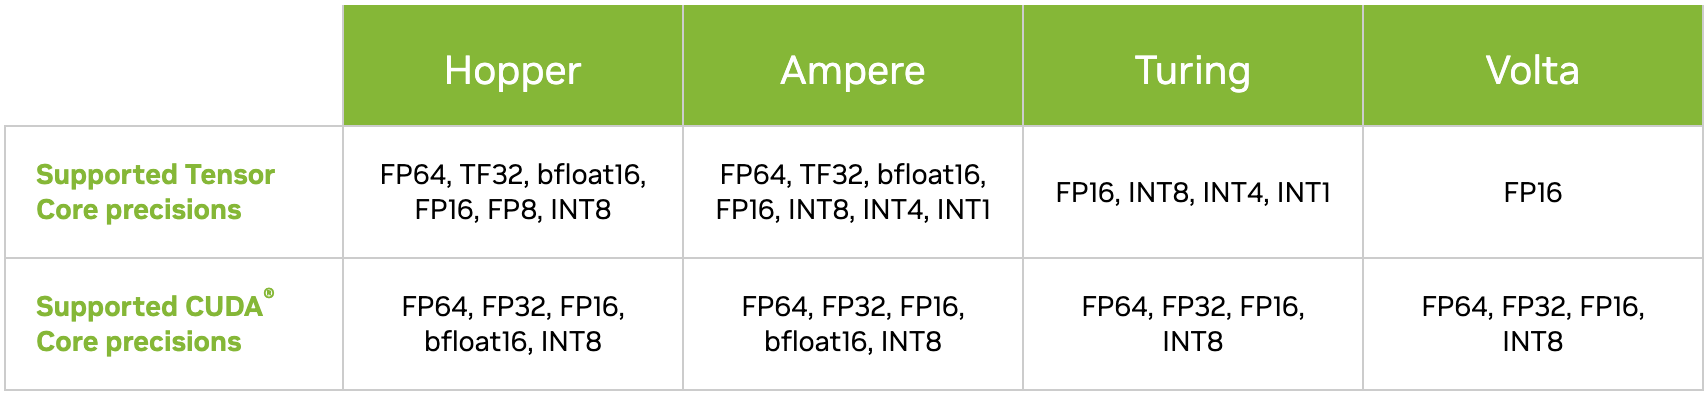 Hopper
Ampere
Turing
Volta
Supported Tensor
Core precisions
FP64, TF32, bfloat16,
FP16, FP8, INT8
FP64, TF32, bfloat16,
FP16, INT8, INT4, INT1
FP16, INT8, INT4, INT1
FP16
Supported CUDA®
Core precisions
FP64, FP32, FP16,
bfloat16, INT8
FP64, FP32, FP16,
bfloat16, INT8
FP64, FP32, FP16,
INT8
FP64, FP32, FP16,
INT8